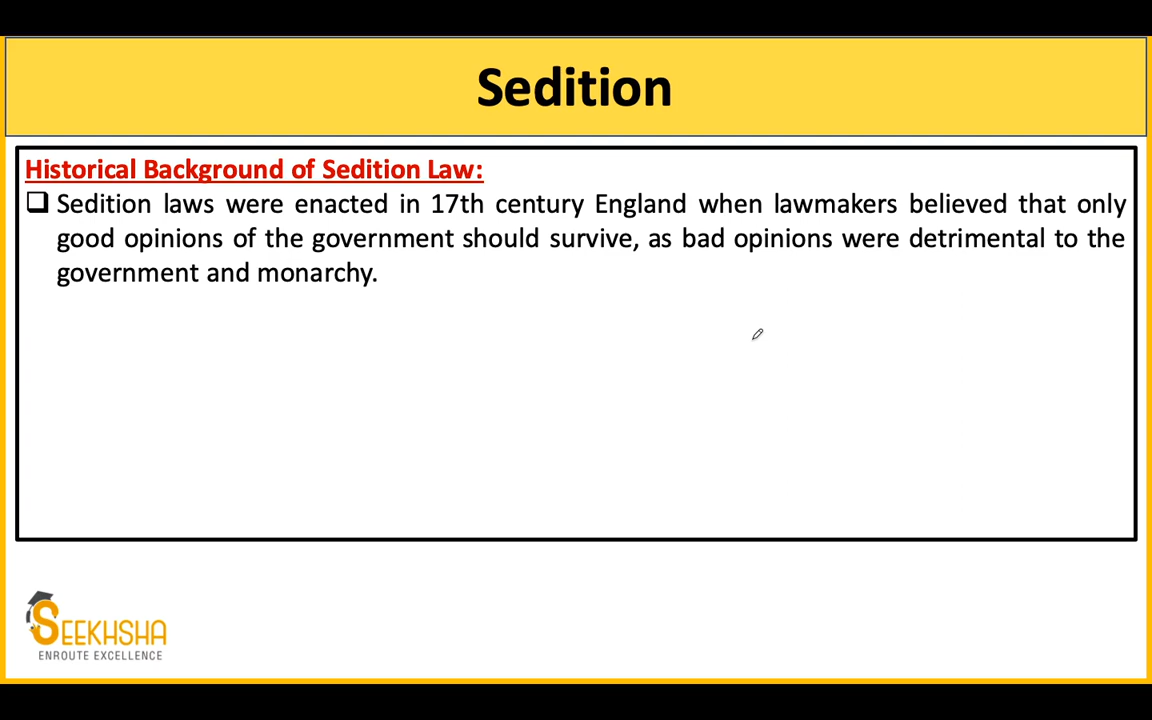 Sedition
Historical Background of Sedition Law:
❑ Sedition laws were enacted in 17th century England when lawmakers believed that only
good opinions of the government should survive, as bad opinions were detrimental to the
government and monarchy.
SEEKHSHA
ENROUTE EXCELLENCE